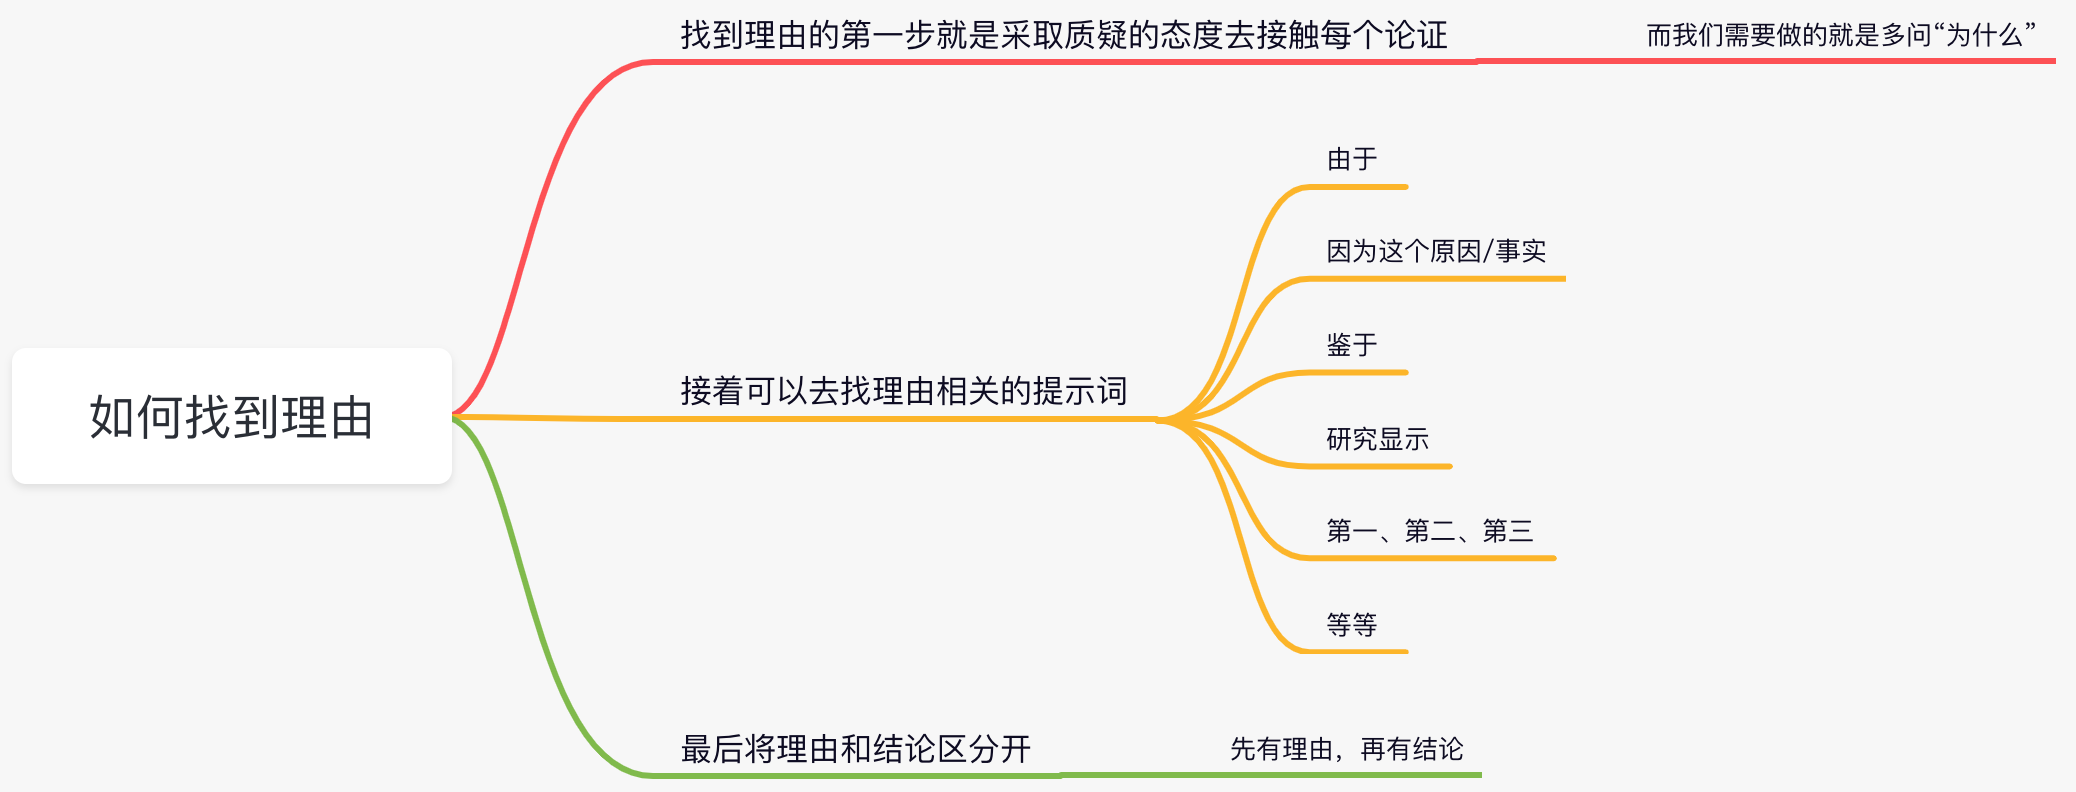 如何找到理由
找到理由的第一步就是采取质疑的态度去接触每个论证
而我们需要做的就是多问“为什么”
接着可以去找理由相关的提示词
由于
因为这个原因/事实
鉴于
研究显示
第一、第二、第三
等等
最后将理由和结论区分开
先有理由，再有结论